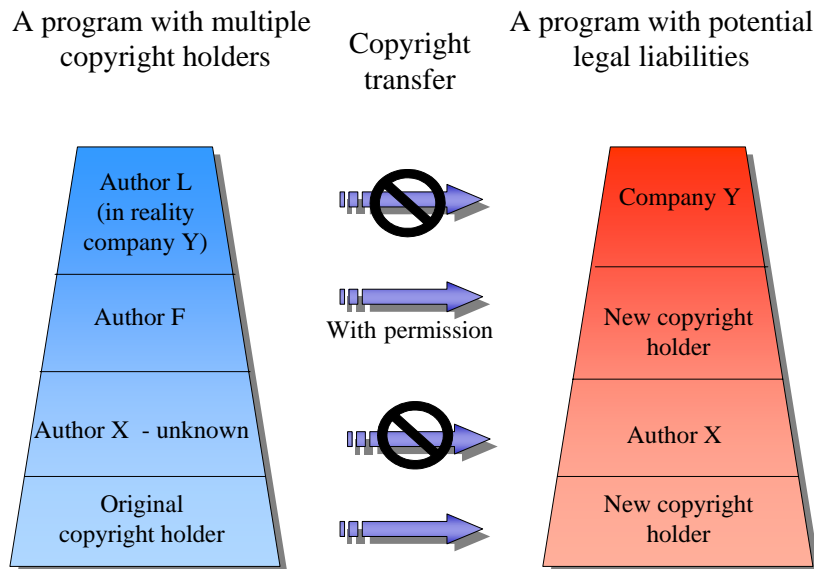 A program with multiple
copyright holders
Copyright
transfer
A program with potential
legal liabilities
Author L
(in reality
company Y)
Company Y
Author F
With permission
New copyright
holder
Author X - unknown
Author X
Original
copyright holder
New copyright
holder